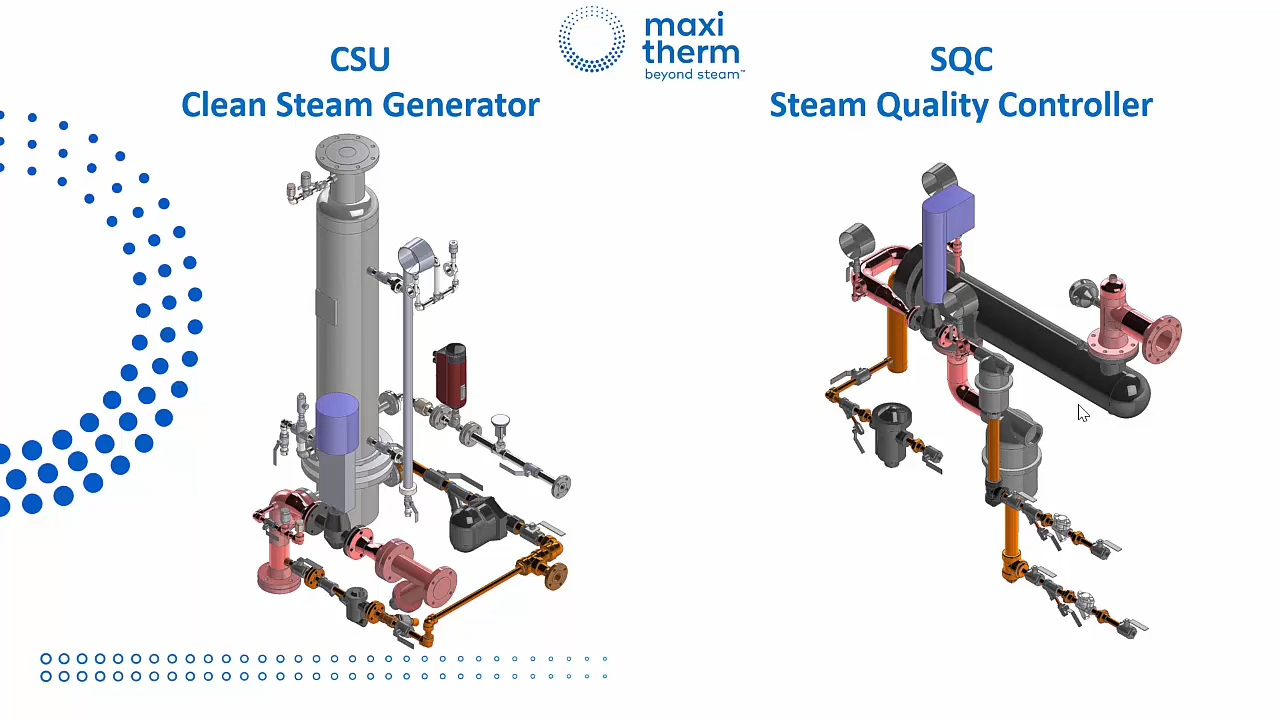 maxi
therm
beyond steam™
CSU
Clean Steam Generator
SQC
Steam Quality Controller